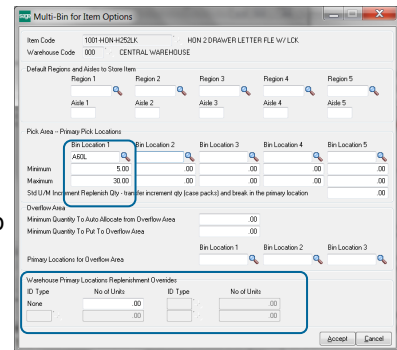 sage Multi-Bin for Item Options
Item Code 1001-HON-H252LK HON 2 DRAWER LETTER FLE W/ LCK
Warehouse Code 000 CENTRAL WAREHOUSE
Default Regions and Aisles to Store Item
Region 1 Region 2 Region 3 Region 4 Region 5
Aisle 1 Aisle 2 Aisle 3 Aisle 4 Aisle 5
Pick Area -- Primary Pick Locations
Bin Location 1 Bin Location 2 Bin Location 3 Bin Location 4 Bin Location 5
A60L
Minimum 5.00 .00 .00 .00 .00
Maximum 30.00 .00 .00 .00 .00
Std U/M Increment Replenish Qty - transfer increment qty (case packs) and break in the primary location .00
Overflow Area
Minimum Quantity To Auto Allocate from Overflow Area .00
Minimum Quantity To Put To Overflow Area .00
Bin Location 1 Bin Location 2 Bin Location 3
Primary Locations for Overflow Area
Warehouse Primary Locations Replenishment Overrides
ID Type No of Units ID Type No of Units
None .00 .00
.00 .00
Accept Cancel